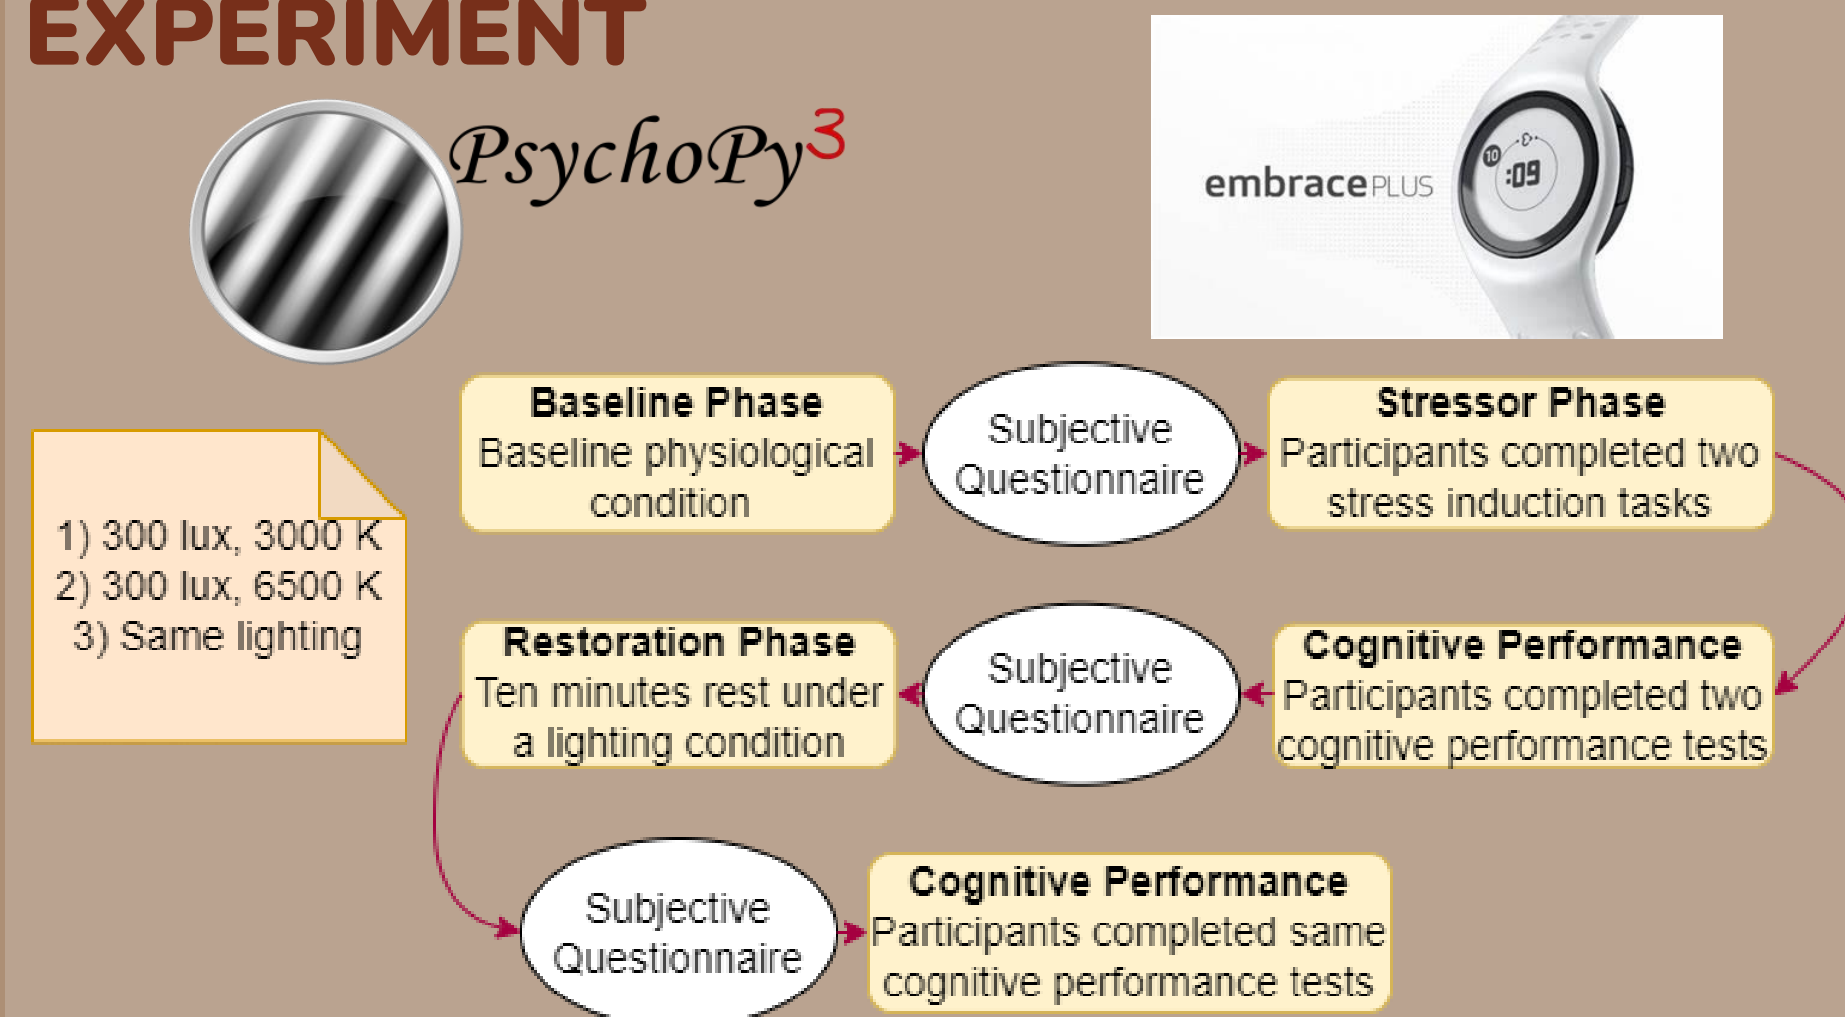 EXPERIMENT
PsychoPy3
embracePLUS
10
:09
Baseline Phase
Baseline physiological
condition
Subjective
Questionnaire
Stressor Phase
Participants completed two
stress induction tasks
1) 300 lux, 3000 K
2) 300 lux, 6500 K
3) Same lighting
Cognitive Performance
Participants completed two
cognitive performance tests
Subjective
Questionnaire
Restoration Phase
Ten minutes rest under
a lighting condition
Subjective
Questionnaire
Cognitive Performance
Participants completed same
cognitive performance tests